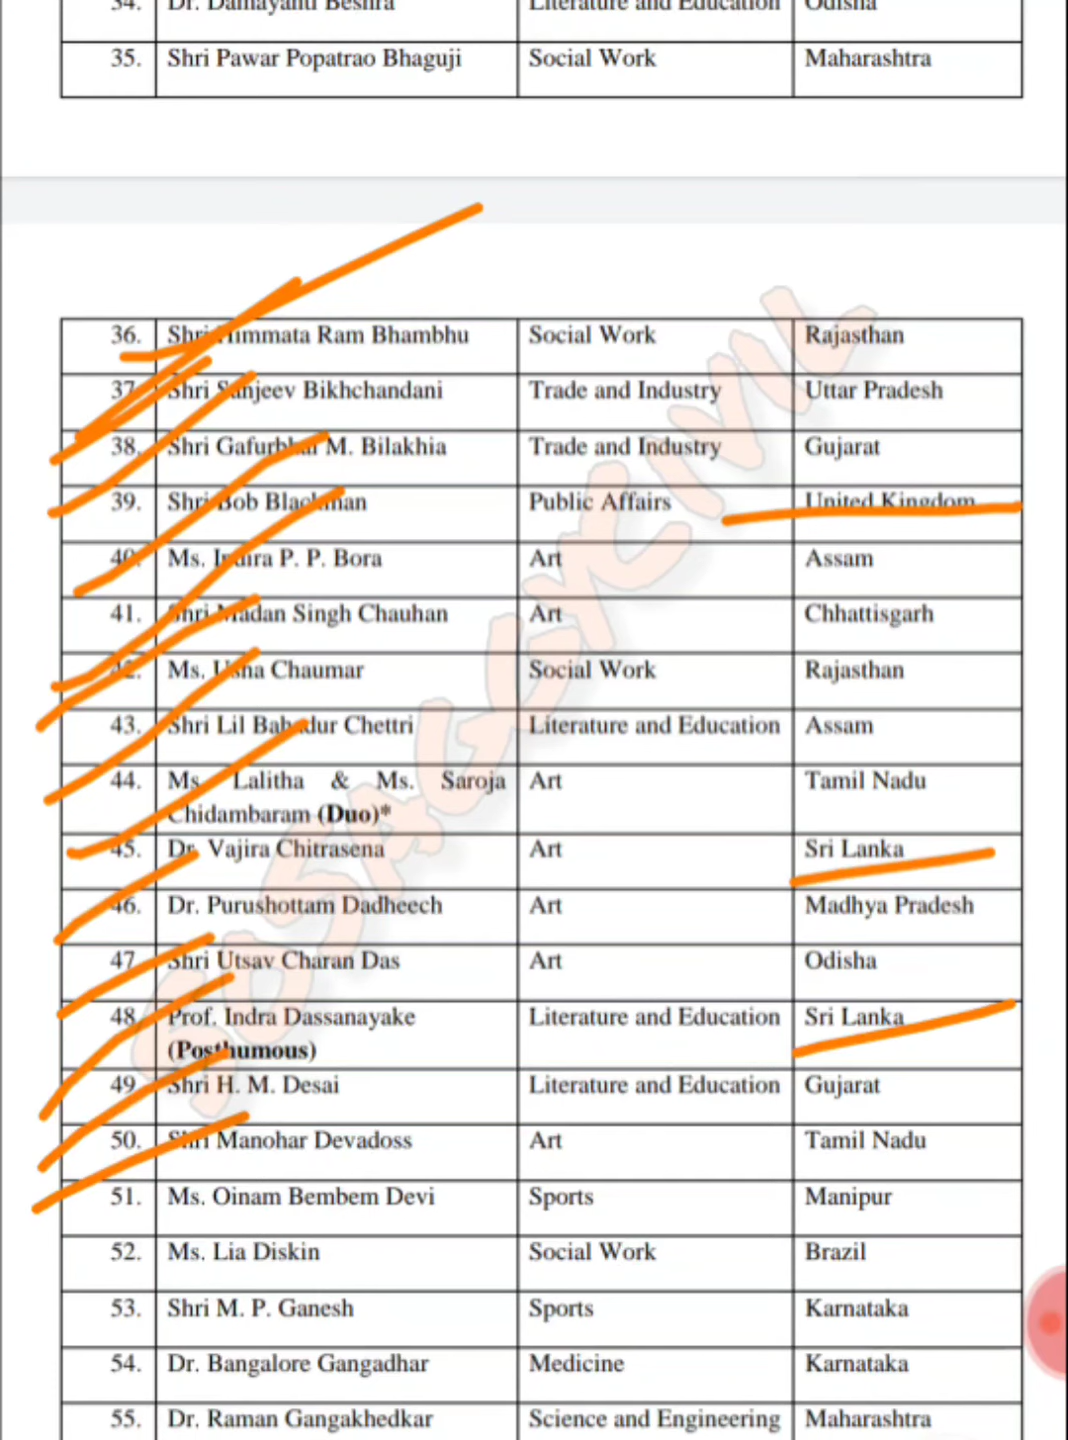 34. Dr. Damayanti Beshra Literature and Education Odisha
35. Shri Pawar Popatrao Bhaguji Social Work Maharashtra
36. Shri Himmata Ram Bhambhu Social Work Rajasthan
37. Shri Sanjeev Bikhchandani Trade and Industry Uttar Pradesh
38. Shri Gafurbhai M. Bilakhia Trade and Industry Gujarat
39. Shri Bob Blackman Public Affairs United Kingdom
40. Ms. Indira P. P. Bora Art Assam
41. Shri Madan Singh Chauhan Art Chhattisgarh
42. Ms. Usha Chaumar Social Work Rajasthan
43. Shri Lil Bahadur Chettri Literature and Education Assam
44. Ms. Lalitha & Ms. Saroja Art Tamil Nadu
Chidambaram (Duo)*
45. Dr. Vajira Chitrasena Art Sri Lanka
46. Dr. Purushottam Dadheech Art Madhya Pradesh
47. Shri Utsav Charan Das Art Odisha
48. Prof. Indra Dassanayake Literature and Education Sri Lanka
(Posthumous)
49. Shri H. M. Desai Literature and Education Gujarat
50. Shri Manohar Devadoss Art Tamil Nadu
51. Ms. Oinam Bembem Devi Sports Manipur
52. Ms. Lia Diskin Social Work Brazil
53. Shri M. P. Ganesh Sports Karnataka
54. Dr. Bangalore Gangadhar Medicine Karnataka
55. Dr. Raman Gangakhedkar Science and Engineering Maharashtra